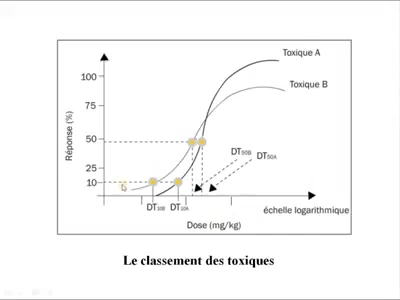 Toxique A
Toxique B
100
75
50
25
10
Réponse (%)
DT50B
DT50A
DT10B
DT10A
échelle logarithmique
Dose (mg/kg)
Le classement des toxiques